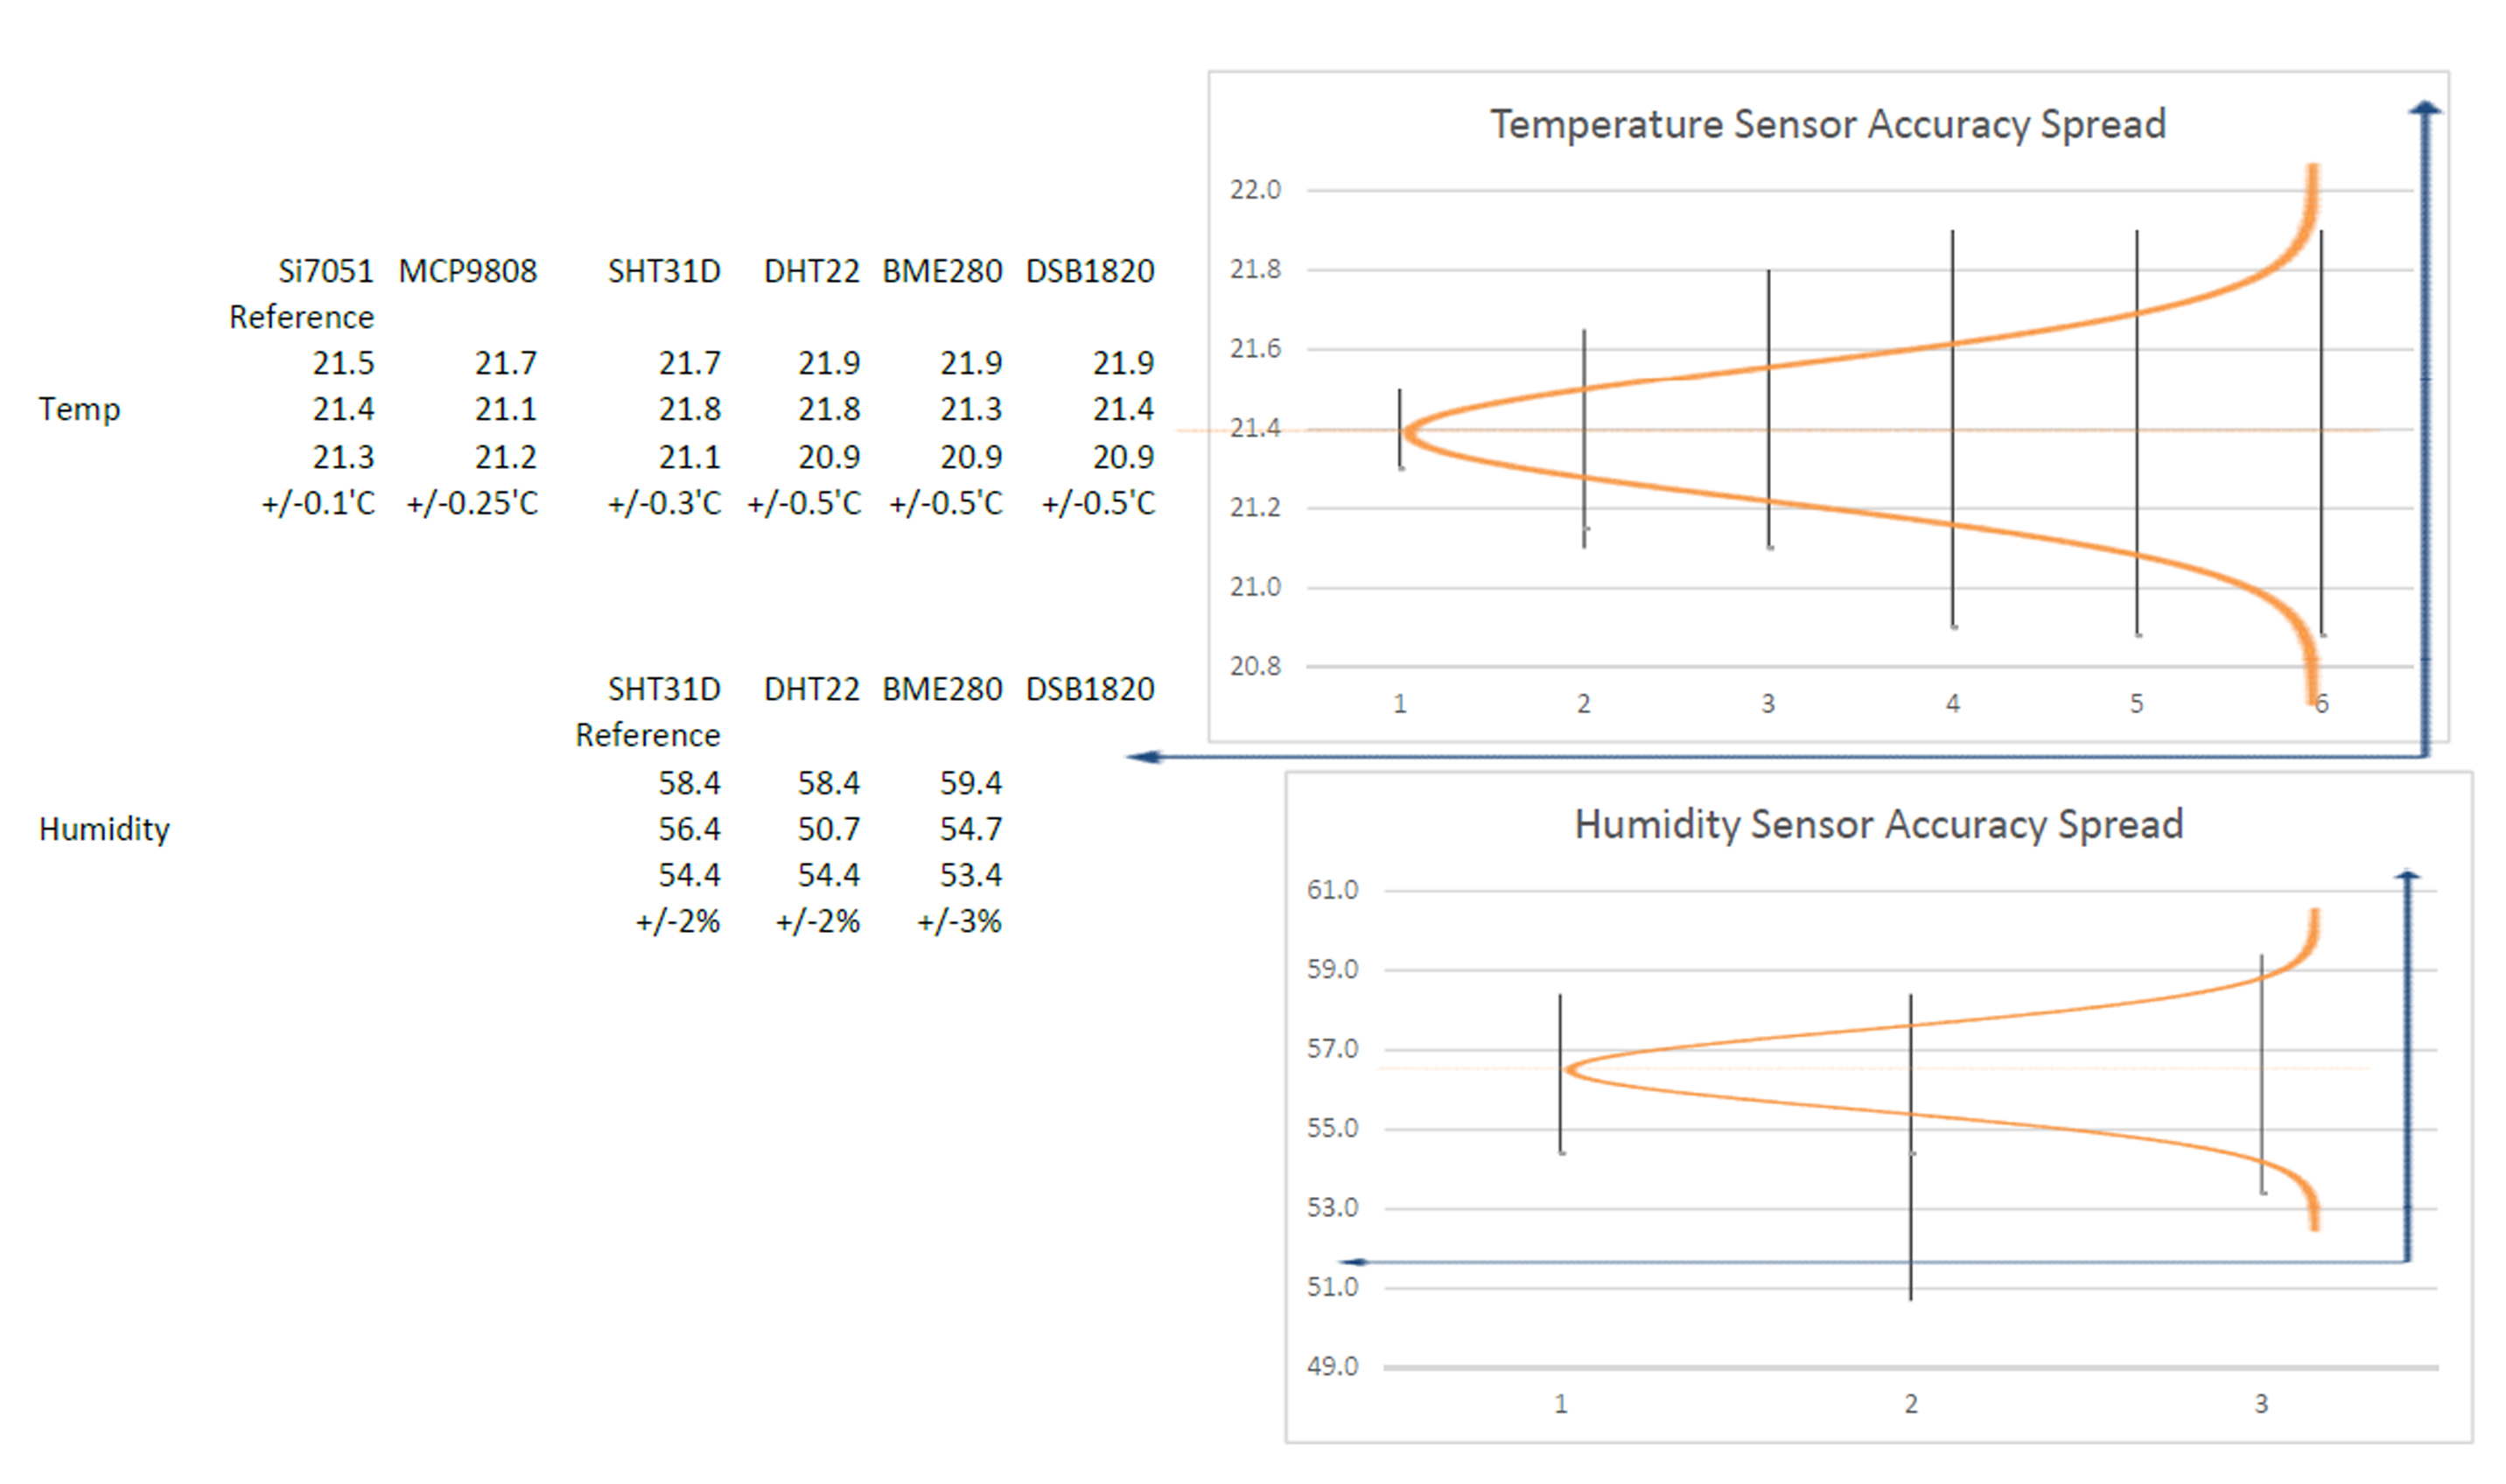 Si7051 MCP9808 SHT31D DHT22 BME280 DSB1820
Reference
21.5 21.7 21.7 21.9 21.9 21.9
Temp 21.4 21.1 21.8 21.8 21.3 21.4
21.3 21.2 21.1 20.9 20.9 20.9
+/-0.1'C +/-0.25'C +/-0.3'C +/-0.5'C +/-0.5'C +/-0.5'C
SHT31D DHT22 BME280 DSB1820
Reference
58.4 58.4 59.4
Humidity 56.4 50.7 54.7
54.4 54.4 53.4
+/-2% +/-2% +/-3%
Temperature Sensor Accuracy Spread
22.0
21.8
21.6
21.4
21.2
21.0
20.8
1 2 3 4 5 6
Humidity Sensor Accuracy Spread
61.0
59.0
57.0
55.0
53.0
51.0
49.0
1 2 3